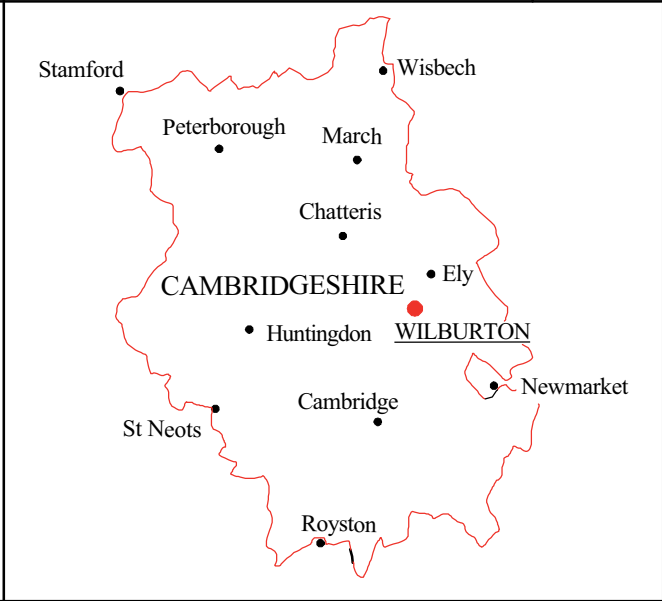 Stamford
Wisbech
Peterborough
March
Chatteris
Ely
CAMBRIDGESHIRE
Huntingdon
WILBURTON
Newmarket
Cambridge
St Neots
Royston